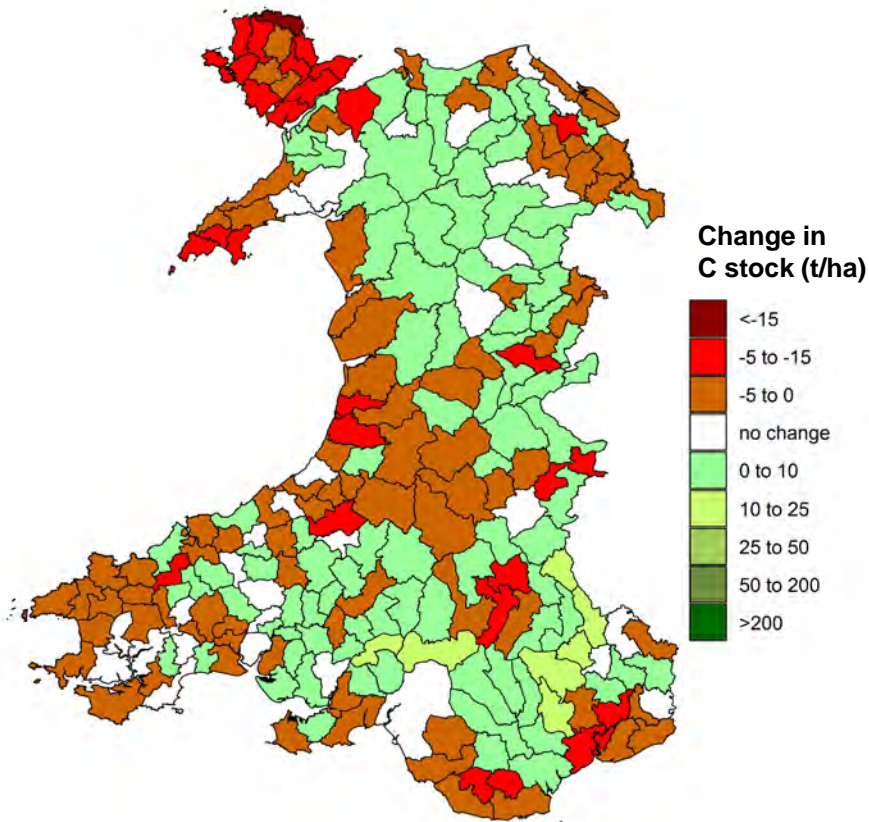 Change in
C stock (t/ha)
<-15
-5 to -15
-5 to 0
no change
0 to 10
10 to 25
25 to 50
50 to 200
>200